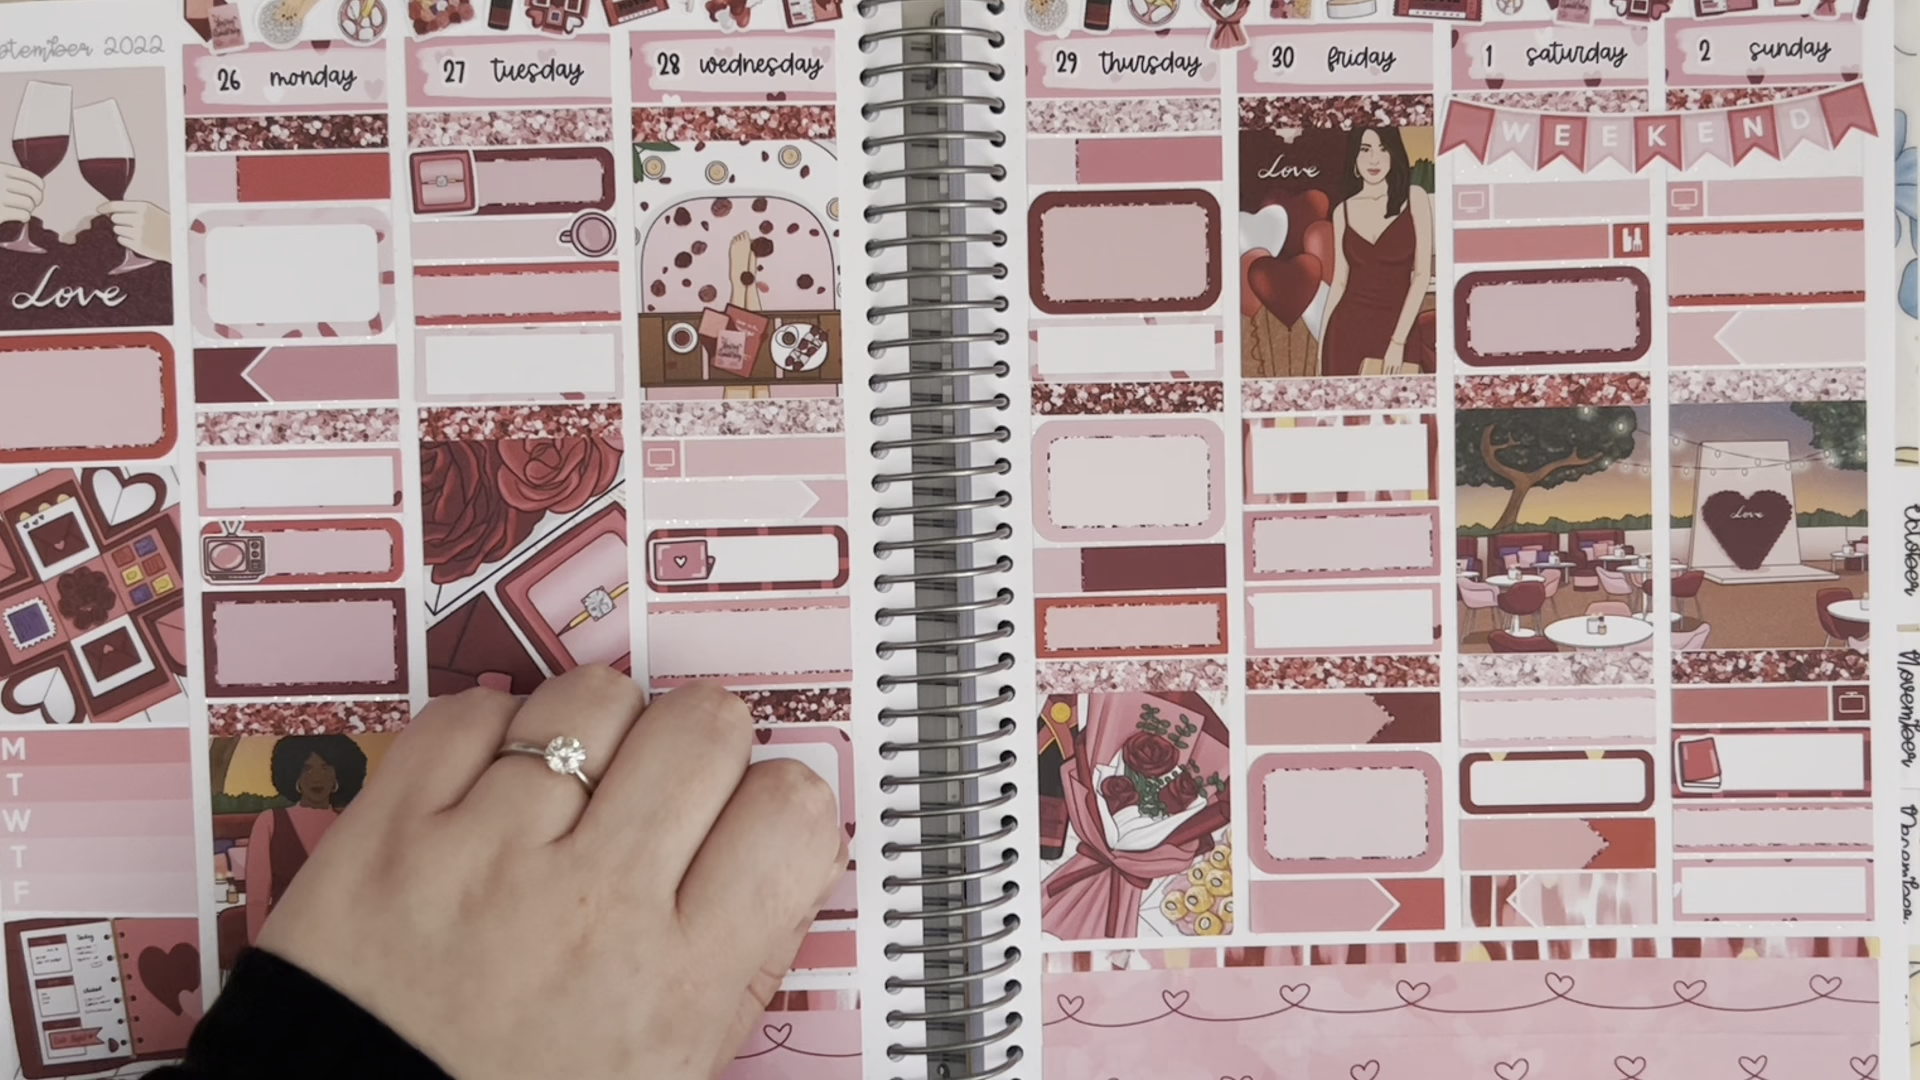 ptember 2022
26 monday
27 tuesday
28 wednesday
29 thursday
30 friday
1 saturday
2 sunday
WEEKEND
Love
Love
Love
M
T
W
T
F
October
November